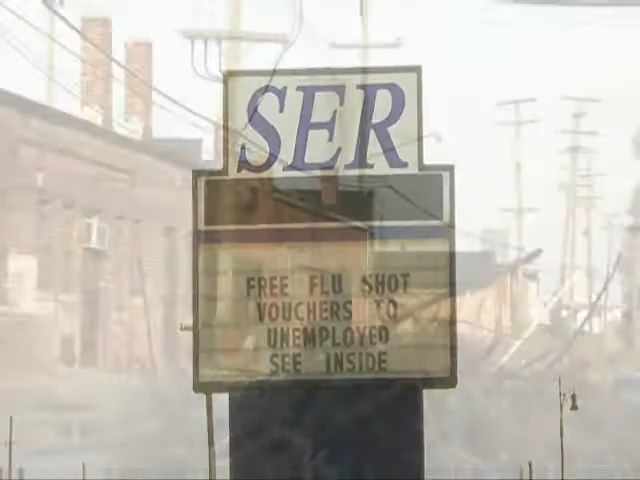 SER
FREE FLU SHOT
VOUCHERS TO
UNEMPLOYED
SEE INSIDE